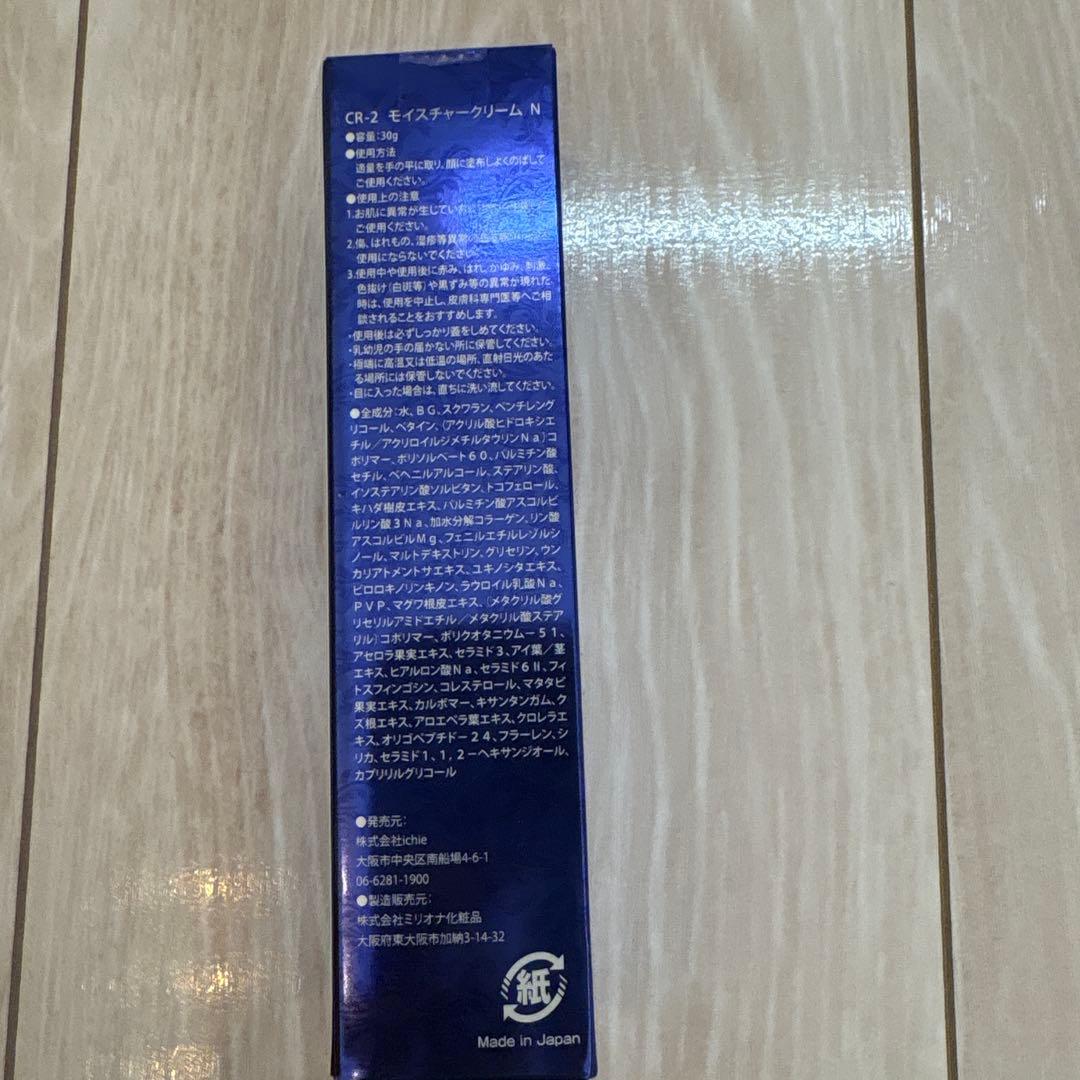 CR-2 モイスチャークリーム N
●容量:30g
●使用方法
適量を手の平に取り、顔に塗布しよくのばして
ご使用ください。
●使用上の注意
1.お肌に異常が生じていな
ご使用ください。
2.傷、はれもの、湿疹等異常の
使用にならないでください。
3.使用中や使用後に赤み、はれ、かゆみ、刺激、
色抜け(白斑等)や黒ずみ等の異常が現れた
時は、使用を中止し、皮膚科専門医等へご相
談されることをおすすめします。
・使用後は必ずしっかり蓋をしめてください。
・乳幼児の手の届かない所に保管してください。
・極端に高温又は低温の場所、直射日光のあた
る場所には保管しないでください。
・目に入った場合は、直ちに洗い流してください。
●全成分:水、BG、スクワラン、ペンチレング
リコール、ベタイン、(アクリル酸ヒドロキシエ
チル/アクリロイルジメチルタウリンNa)コ
ポリマー、ポリソルベート60、パルミチン酸
セチル、ベヘニルアルコール、ステアリン酸、
イソステアリン酸ソルビタン、トコフェロール、
キハダ樹皮エキス、パルミチン酸アスコルビ
ルリン酸3Na、加水分解コラーゲン、リン酸
アスコルビルMg、フェニルエチルレゾルシ
ノール、マルトデキストリン、グリセリン、ウン
カリアトメントサエキス、ユキノシタエキス、
ピロロキノリンキノン、ラウロイル乳酸Na、
PVP、マグワ根皮エキス、(メタクリル酸グ
リセリルアミドエチル/メタクリル酸ステア
リル)コポリマー、ポリクオタニウム-51、
アセロラ果実エキス、セラミド3、アイ葉/茎
エキス、ヒアルロン酸Na、セラミド6Ⅱ、フィ
トスフィンゴシン、コレステロール、マタタビ
果実エキス、カルボマー、キサンタンガム、ク
ズ根エキス、アロエベラ葉エキス、クロレラエ
キス、オリゴペプチド-24、フラーレン、シ
リカ、セラミド1、1,2-ヘキサンジオール、
カプリリルグリコール
●発売元:
株式会社ichie
大阪市中央区南船場4-6-1
06-6281-1900
●製造販売元:
株式会社ミリオナ化粧品
大阪府東大阪市加納3-14-32
紙
Made in Japan